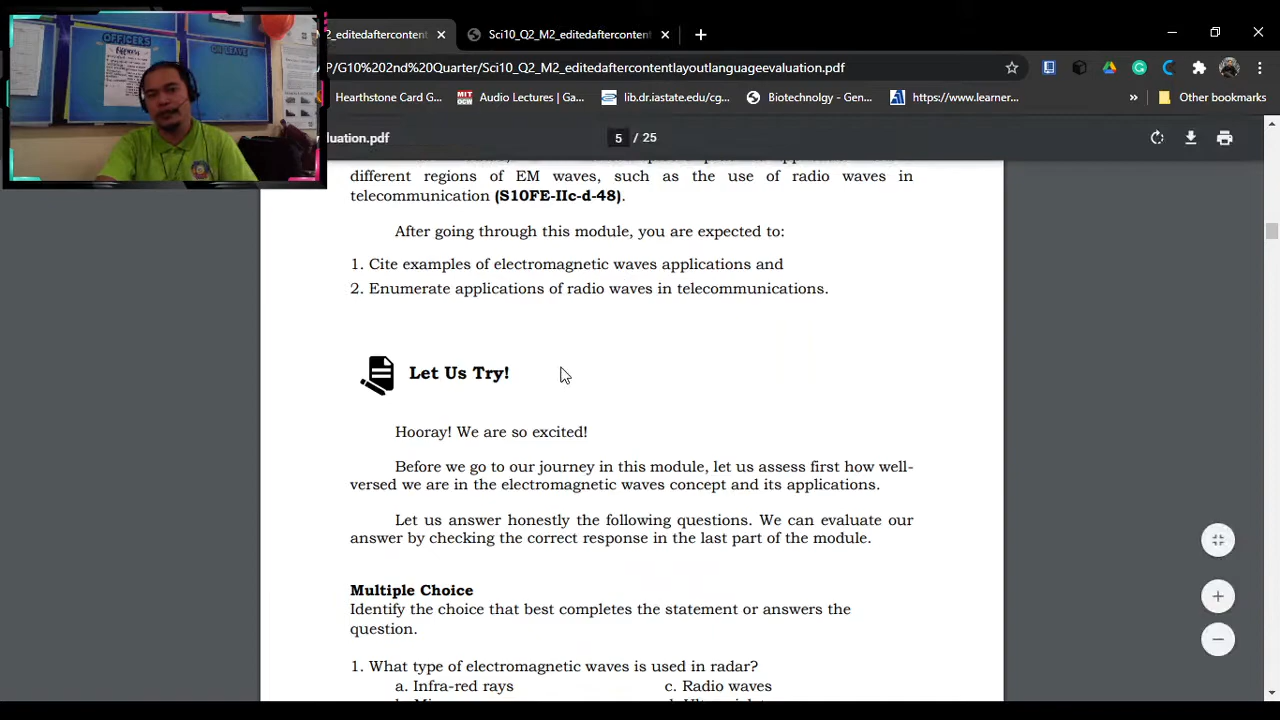 OFFICERS
ON LEAVE
2_editedaftercontent
Sci10_Q2_M2_editedaftercontent
P/G10%202nd%20Quarter/Sci10_Q2_M2_editedaftercontentlayoutlanguageevaluation.pdf
Hearthstone Card G...
MIT OCW
Audio Lectures | Ga...
lib.dr.iastate.edu/cg...
Biotechnolgy - Gen...
https://www.learner...
»
Other bookmarks
luation.pdf
5 / 25
different regions of EM waves, such as the use of radio waves in
telecommunication (S10FE-IIc-d-48).
After going through this module, you are expected to:
1. Cite examples of electromagnetic waves applications and
2. Enumerate applications of radio waves in telecommunications.
Let Us Try!
Hooray! We are so excited!
Before we go to our journey in this module, let us assess first how well-
versed we are in the electromagnetic waves concept and its applications.
Let us answer honestly the following questions. We can evaluate our
answer by checking the correct response in the last part of the module.
Multiple Choice
Identify the choice that best completes the statement or answers the
question.
1. What type of electromagnetic waves is used in radar?
a. Infra-red rays
c. Radio waves